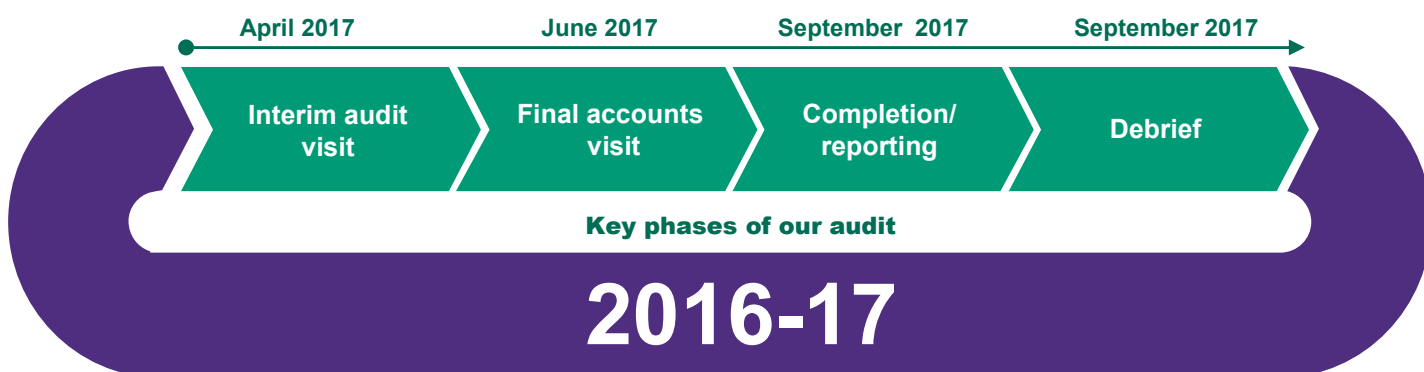 April 2017
June 2017
September  2017
September 2017
Interim audit
visit
Final accounts
visit
Completion/
reporting
Debrief
Key phases of our audit
2016-17